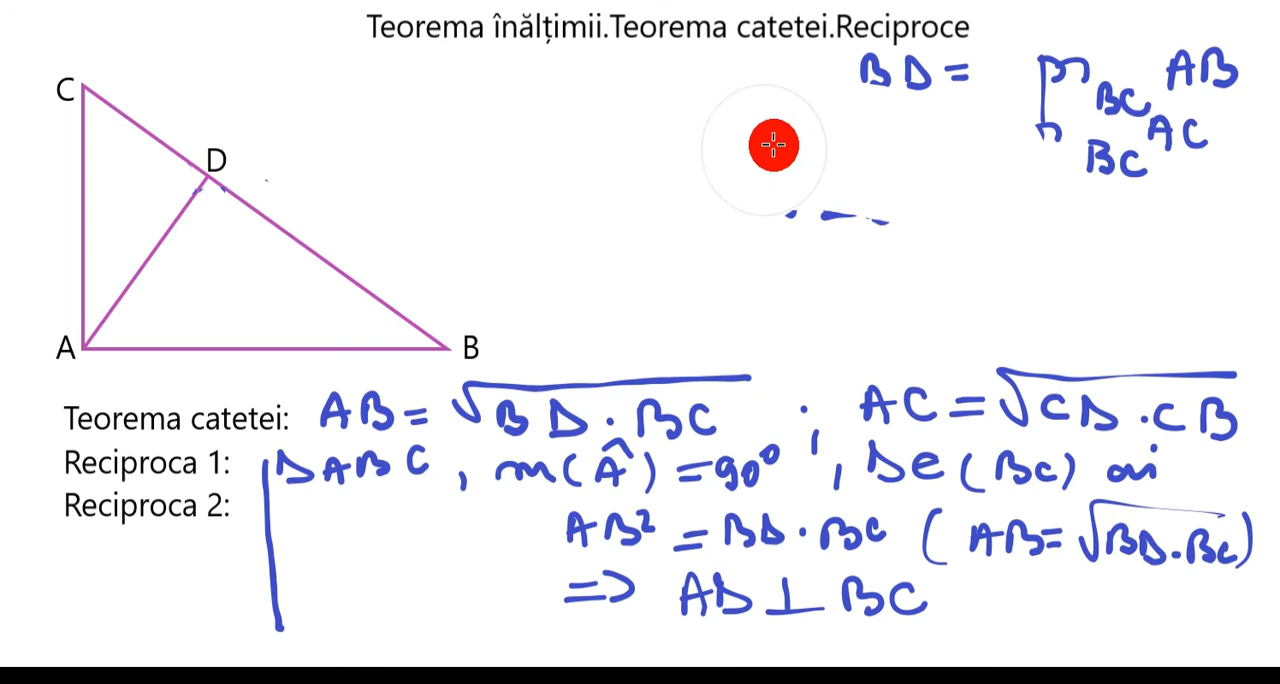 Teorema înălțimii.Teorema catetei.Reciproce
BD = pr BC AB
BC AC
C
D
A
B
Teorema catetei: AB = √BD · BC ; AC = √CD · CB
Reciproca 1: ΔABC , m(Â) = 90° , D ∈ (BC) ai
Reciproca 2:
AB² = BD · BC ( AB = √BD · BC )
=> AD ⊥ BC